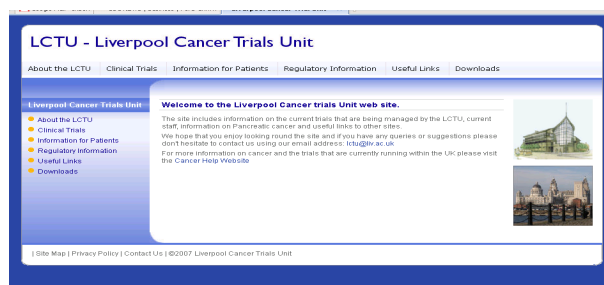 LCTU - Liverpool Cancer Trials Unit
About the LCTU Clinical Trials Information for Patients Regulatory Information Useful Links Downloads
Liverpool Cancer Trials Unit
About the LCTU
Clinical Trials
Information for Patients
Regulatory Information
Useful Links
Downloads
Welcome to the Liverpool Cancer trials Unit web site.
The site includes information on the current trials that are being managed by the LCTU, current
staff, information on Pancreatic cancer and useful links to other sites.
We hope that you enjoy looking round the site and if you have any queries or suggestions please
don't hesitate to contact us using our email address: lctu@liv.ac.uk
For more information on cancer and the trials that are currently running within the UK please visit
the Cancer Help Website
| Site Map | Privacy Policy | Contact Us | ©2007 Liverpool Cancer Trials Unit